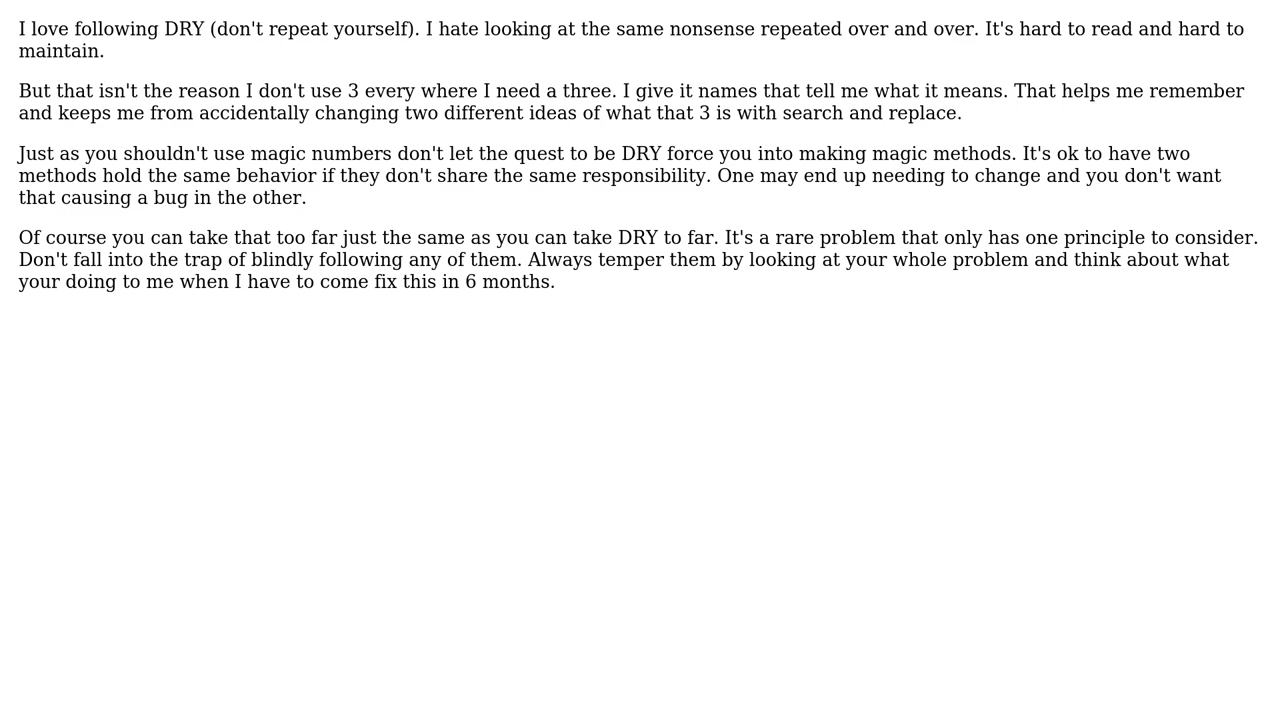 I love following DRY (don't repeat yourself). I hate looking at the same nonsense repeated over and over. It's hard to read and hard to
maintain.
But that isn't the reason I don't use 3 every where I need a three. I give it names that tell me what it means. That helps me remember
and keeps me from accidentally changing two different ideas of what that 3 is with search and replace.
Just as you shouldn't use magic numbers don't let the quest to be DRY force you into making magic methods. It's ok to have two
methods hold the same behavior if they don't share the same responsibility. One may end up needing to change and you don't want
that causing a bug in the other.
Of course you can take that too far just the same as you can take DRY to far. It's a rare problem that only has one principle to consider.
Don't fall into the trap of blindly following any of them. Always temper them by looking at your whole problem and think about what
your doing to me when I have to come fix this in 6 months.